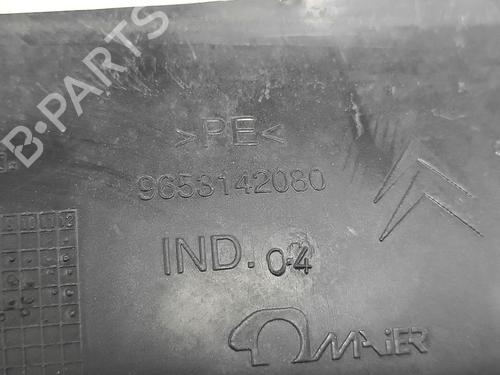 B-PARTS
>PE<
9653142080
IND. 04
MAIER